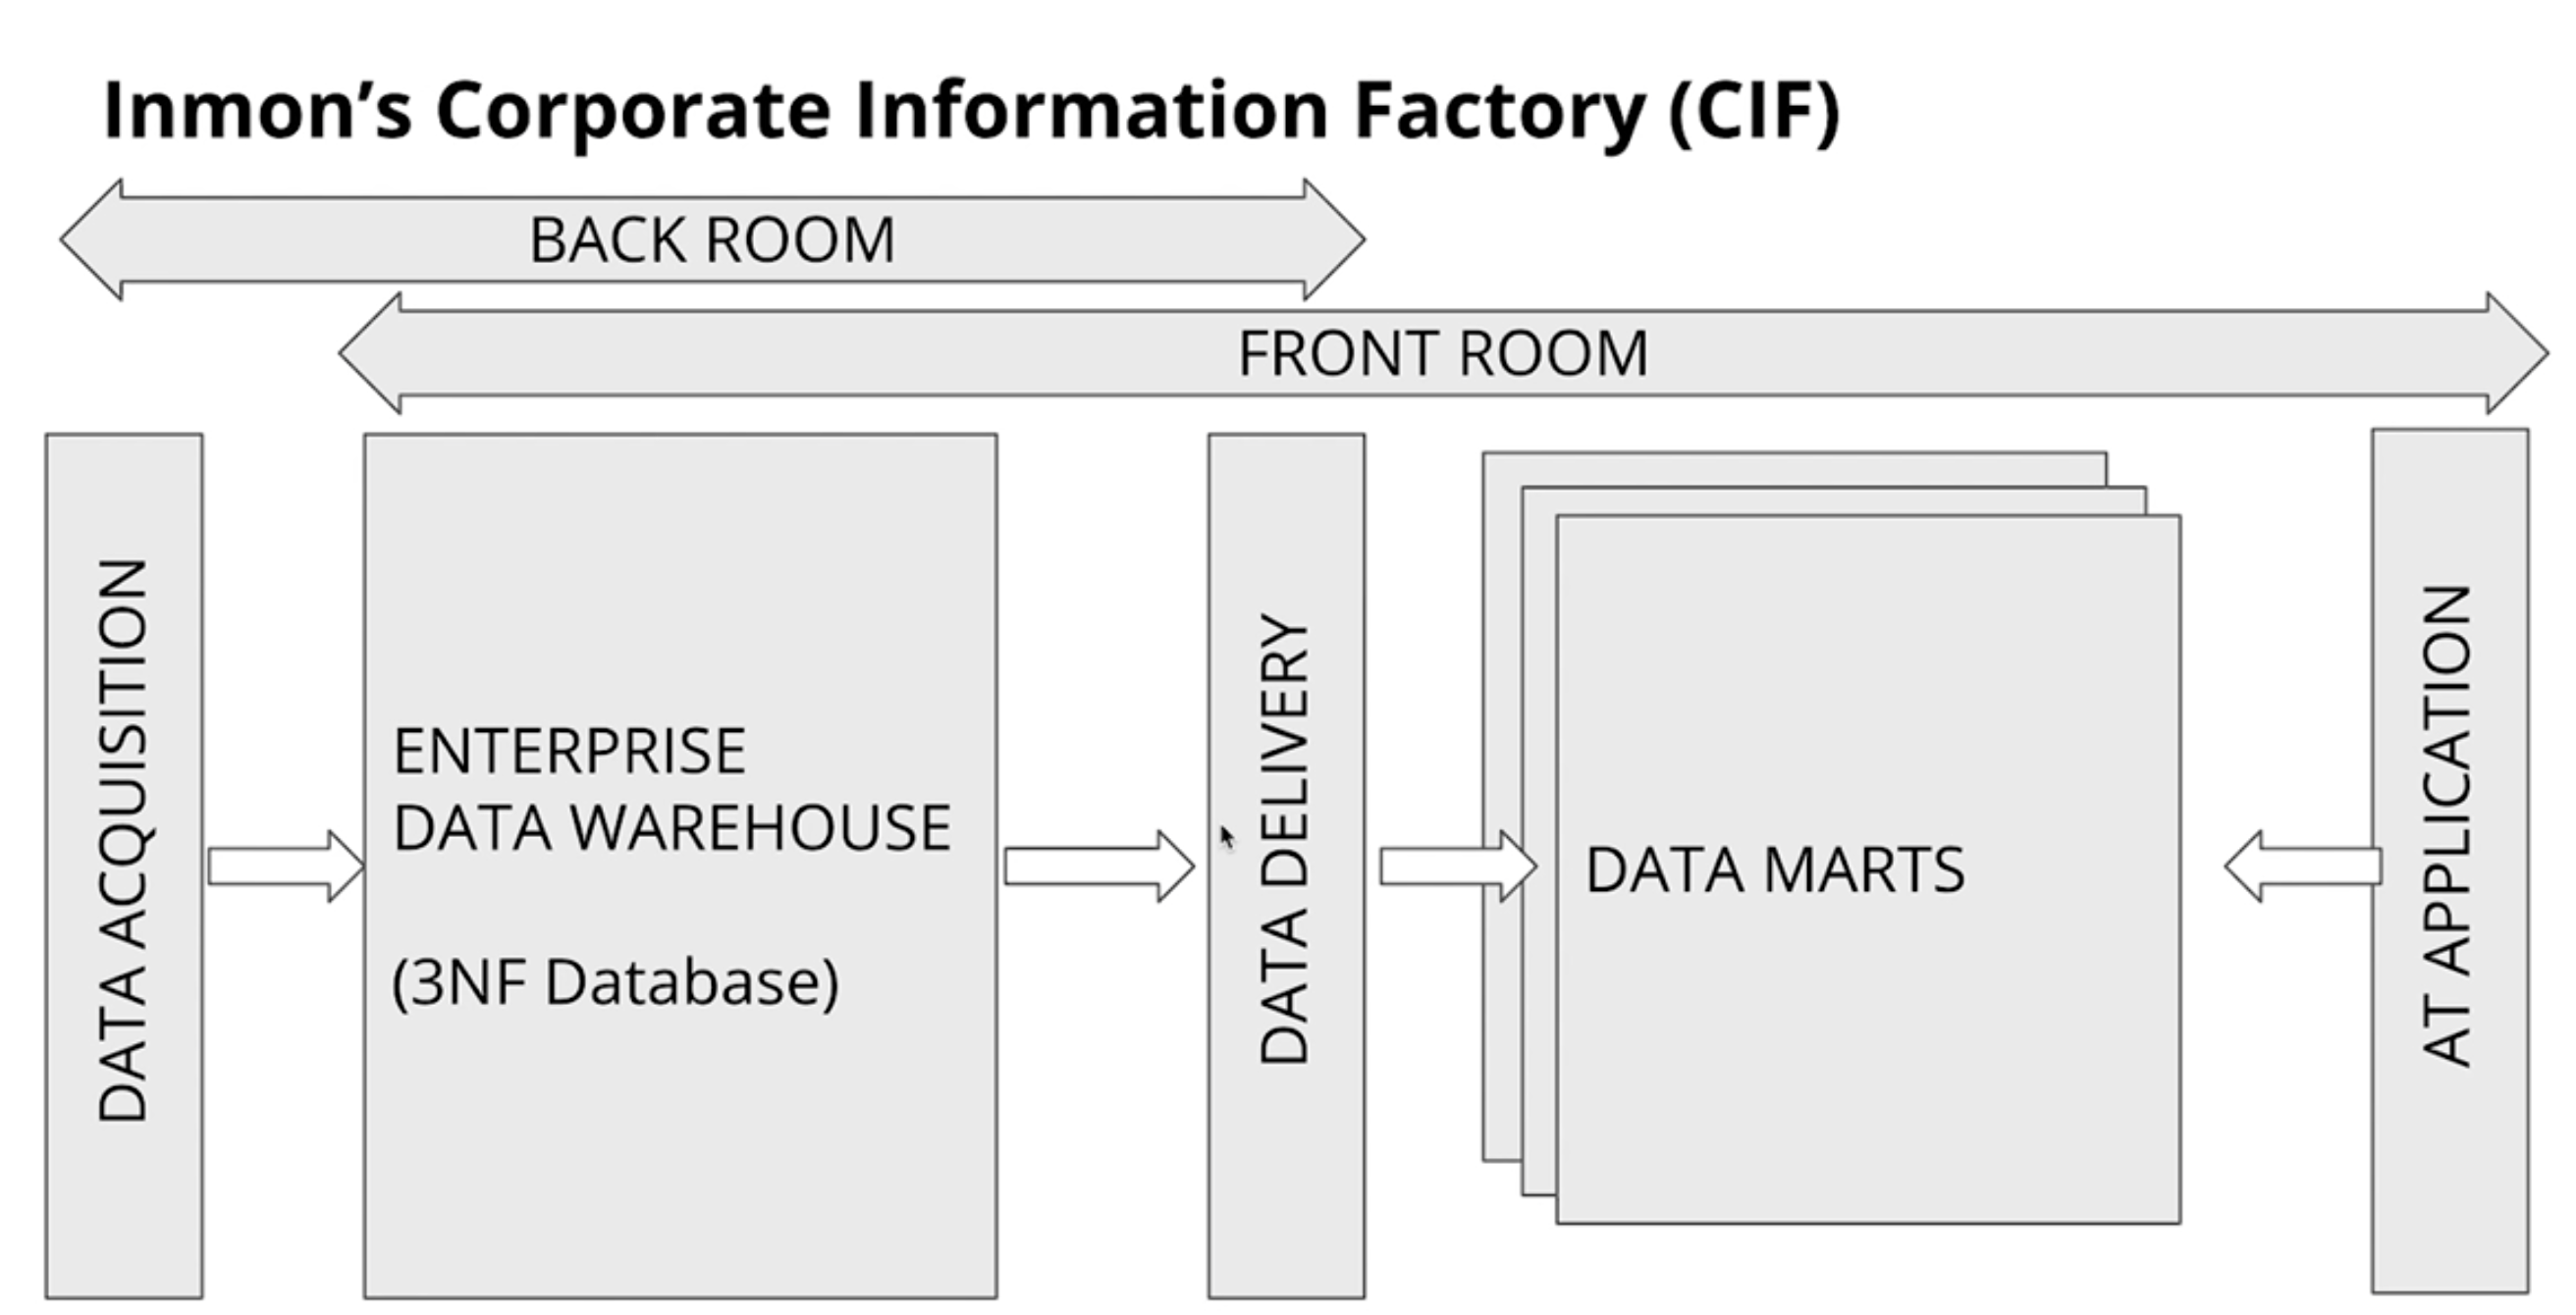 Inmon’s Corporate Information Factory (CIF)
BACK ROOM
FRONT ROOM
DATA ACQUISITION
ENTERPRISE
DATA WAREHOUSE
(3NF Database)
DATA DELIVERY
DATA MARTS
AT APPLICATION